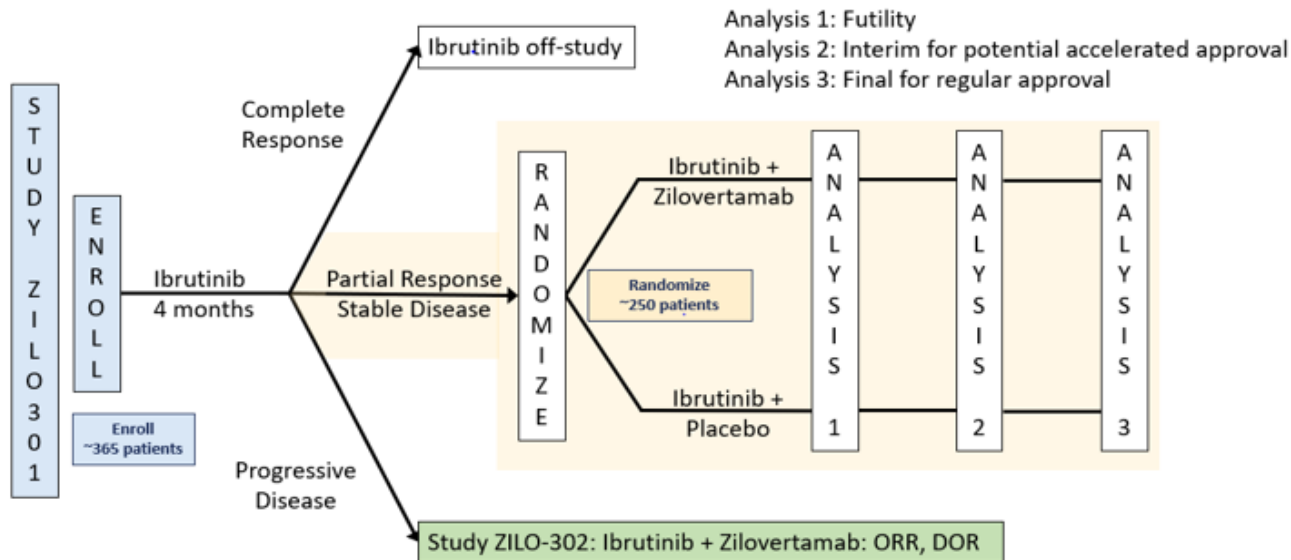 Analysis 1: Futility
Analysis 2: Interim for potential accelerated approval
Analysis 3: Final for regular approval
STUDY ZILO301
ENROLL
Enroll
~365 patients
Ibrutinib
4 months
Complete
Response
Ibrutinib off-study
Partial Response
Stable Disease
Progressive
Disease
Study ZILO-302: Ibrutinib + Zilovertamab: ORR, DOR
RANDOMIZE
Randomize
~250 patients
Ibrutinib +
Zilovertamab
Ibrutinib +
Placebo
ANALYSIS 1
ANALYSIS 2
ANALYSIS 3